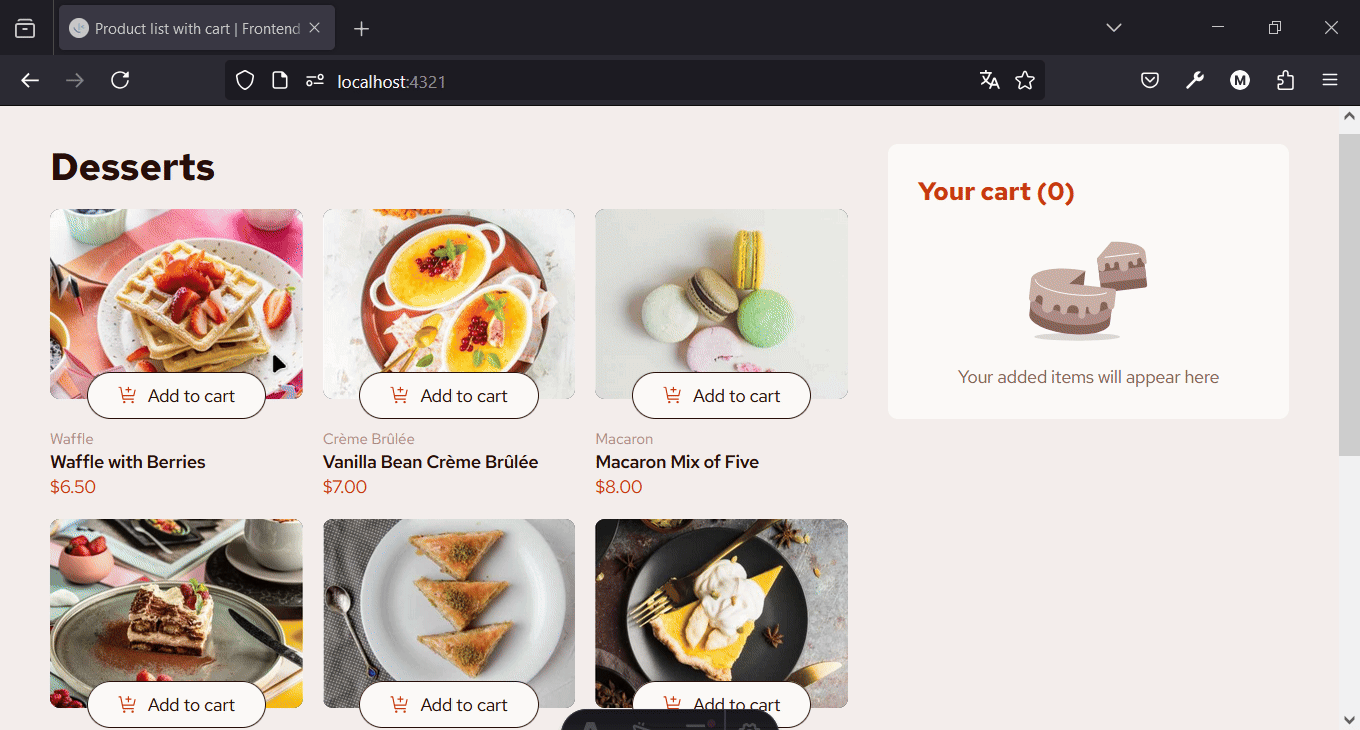 Product list with cart | Frontend
localhost:4321
Desserts
Your cart (0)
Your added items will appear here
Add to cart
Add to cart
Add to cart
Waffle
Waffle with Berries
$6.50
Crème Brûlée
Vanilla Bean Crème Brûlée
$7.00
Macaron
Macaron Mix of Five
$8.00
Add to cart
Add to cart
Add to cart